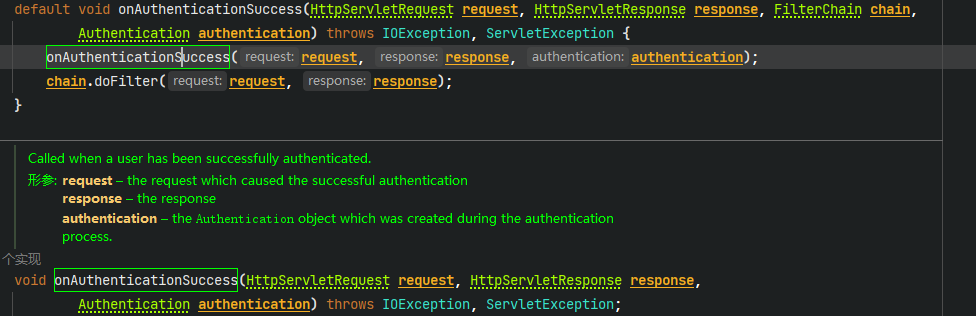 default void onAuthenticationSuccess(HttpServletRequest request, HttpServletResponse response, FilterChain chain,
Authentication authentication) throws IOException, ServletException {
onAuthenticationSuccess( request: request, response: response, authentication: authentication);
chain.doFilter( request: request, response: response);
}
Called when a user has been successfully authenticated.
形参: request – the request which caused the successful authentication
response – the response
authentication – the Authentication object which was created during the authentication
process.
个实现
void onAuthenticationSuccess(HttpServletRequest request, HttpServletResponse response,
Authentication authentication) throws IOException, ServletException;